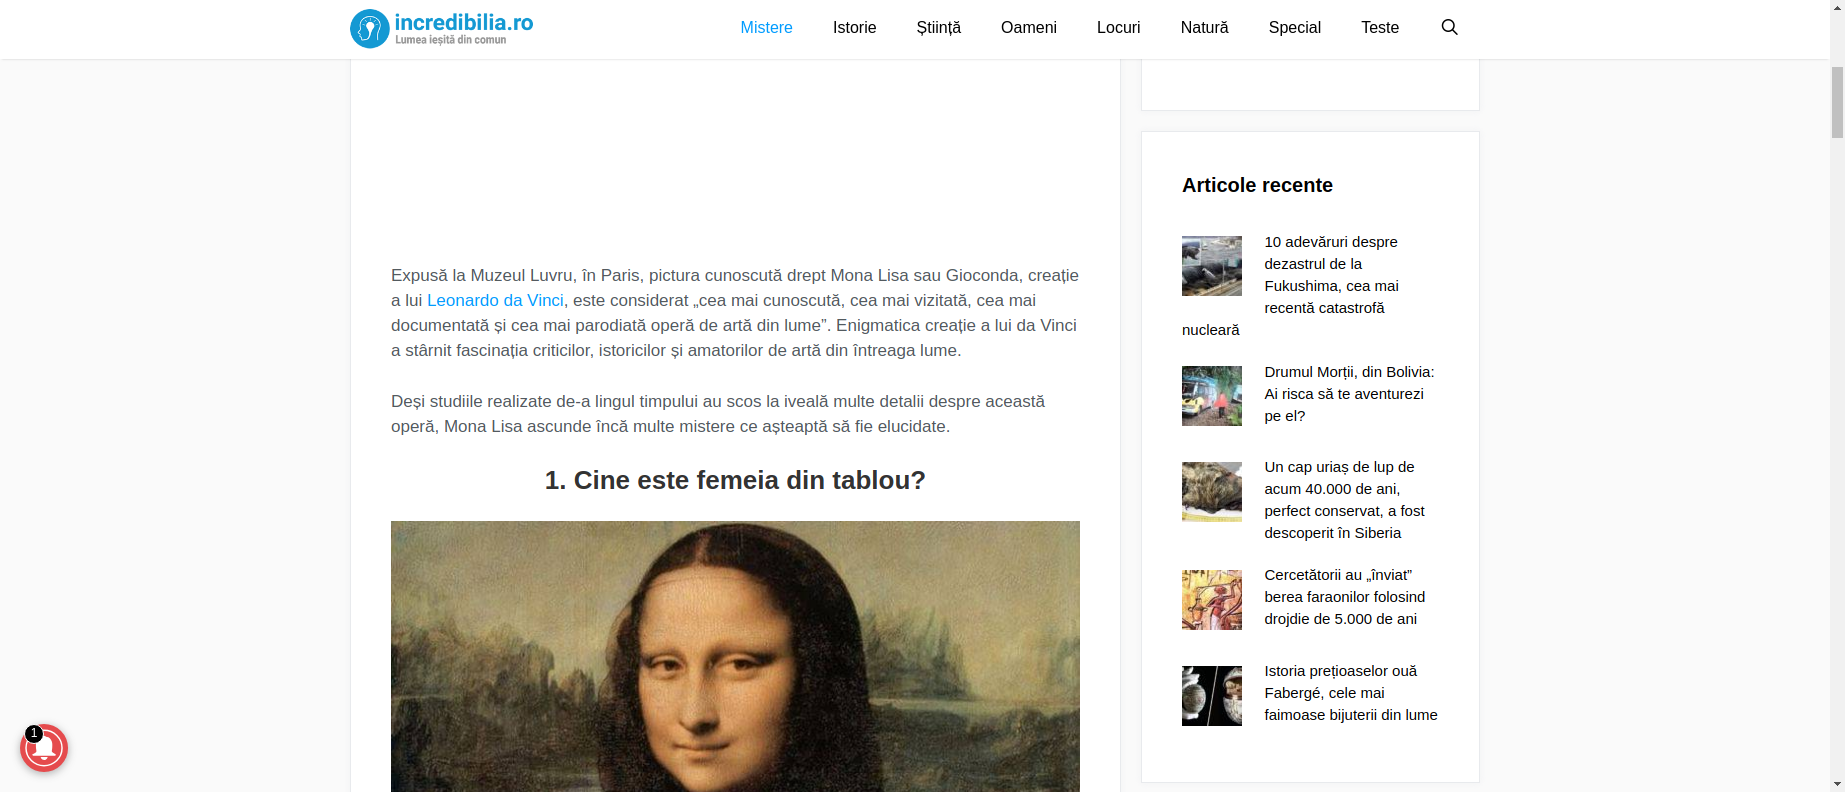 incredibilia.ro
Lumea ieșită din comun
Mistere
Istorie
Știință
Oameni
Locuri
Natură
Special
Teste
Expusă la Muzeul Luvru, în Paris, pictura cunoscută drept Mona Lisa sau Gioconda, creație
a lui Leonardo da Vinci, este considerat „cea mai cunoscută, cea mai vizitată, cea mai
documentată și cea mai parodiată operă de artă din lume”. Enigmatica creație a lui da Vinci
a stârnit fascinația criticilor, istoricilor și amatorilor de artă din întreaga lume.
Deși studiile realizate de-a lingul timpului au scos la iveală multe detalii despre această
operă, Mona Lisa ascunde încă multe mistere ce așteaptă să fie elucidate.
1. Cine este femeia din tablou?
Articole recente
10 adevăruri despre
dezastrul de la
Fukushima, cea mai
recentă catastrofă
nucleară
Drumul Morții, din Bolivia:
Ai risca să te aventurezi
pe el?
Un cap uriaș de lup de
acum 40.000 de ani,
perfect conservat, a fost
descoperit în Siberia
Cercetătorii au „înviat”
berea faraonilor folosind
drojdie de 5.000 de ani
Istoria prețioaselor ouă
Fabergé, cele mai
faimoase bijuterii din lume
1